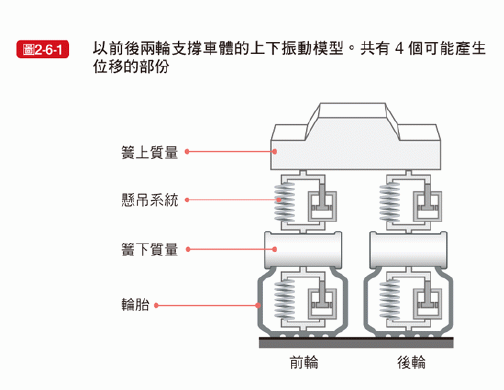 圖2-6-1
以前後兩輪支撐車體的上下振動模型。共有 4 個可能產生
位移的部份
簧上質量
懸吊系統
簧下質量
輪胎
前輪
後輪